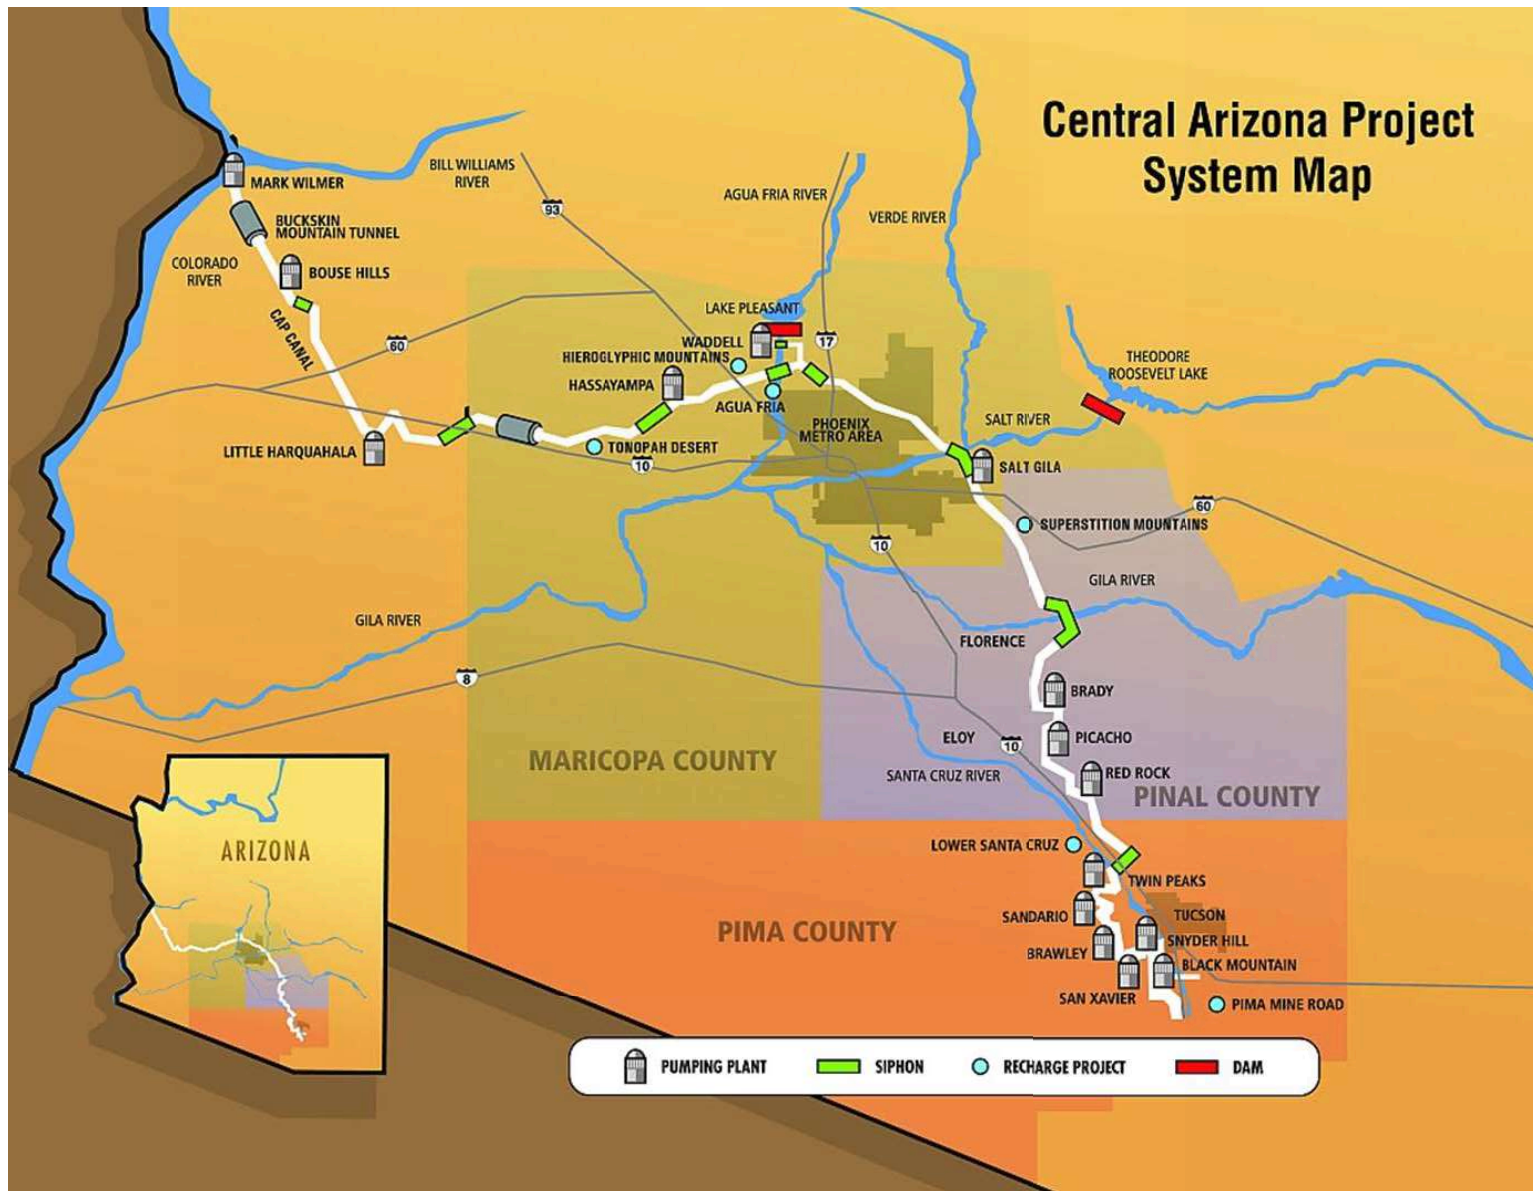 Central Arizona Project
System Map
BILL WILLIAMS
RIVER
MARK WILMER
93
AGUA FRIA RIVER
VERDE RIVER
BUCKSKIN
MOUNTAIN TUNNEL
COLORADO
RIVER
BOUSE HILLS
CAP CANAL
60
LAKE PLEASANT
WADDELL
17
HIEROGLYPHIC MOUNTAINS
HASSAYAMPA
AGUA FRIA
THEODORE
ROOSEVELT LAKE
PHOENIX
METRO AREA
SALT RIVER
LITTLE HARQUAHALA
TONOPAH DESERT
10
SALT GILA
60
SUPERSTITION MOUNTAINS
10
GILA RIVER
GILA RIVER
FLORENCE
8
BRADY
ELOY
10
PICACHO
MARICOPA COUNTY
SANTA CRUZ RIVER
RED ROCK
PINAL COUNTY
ARIZONA
LOWER SANTA CRUZ
TWIN PEAKS
PIMA COUNTY
SANDARIO
TUCSON
SNYDER HILL
BRAWLEY
BLACK MOUNTAIN
SAN XAVIER
PIMA MINE ROAD
PUMPING PLANT
SIPHON
RECHARGE PROJECT
DAM